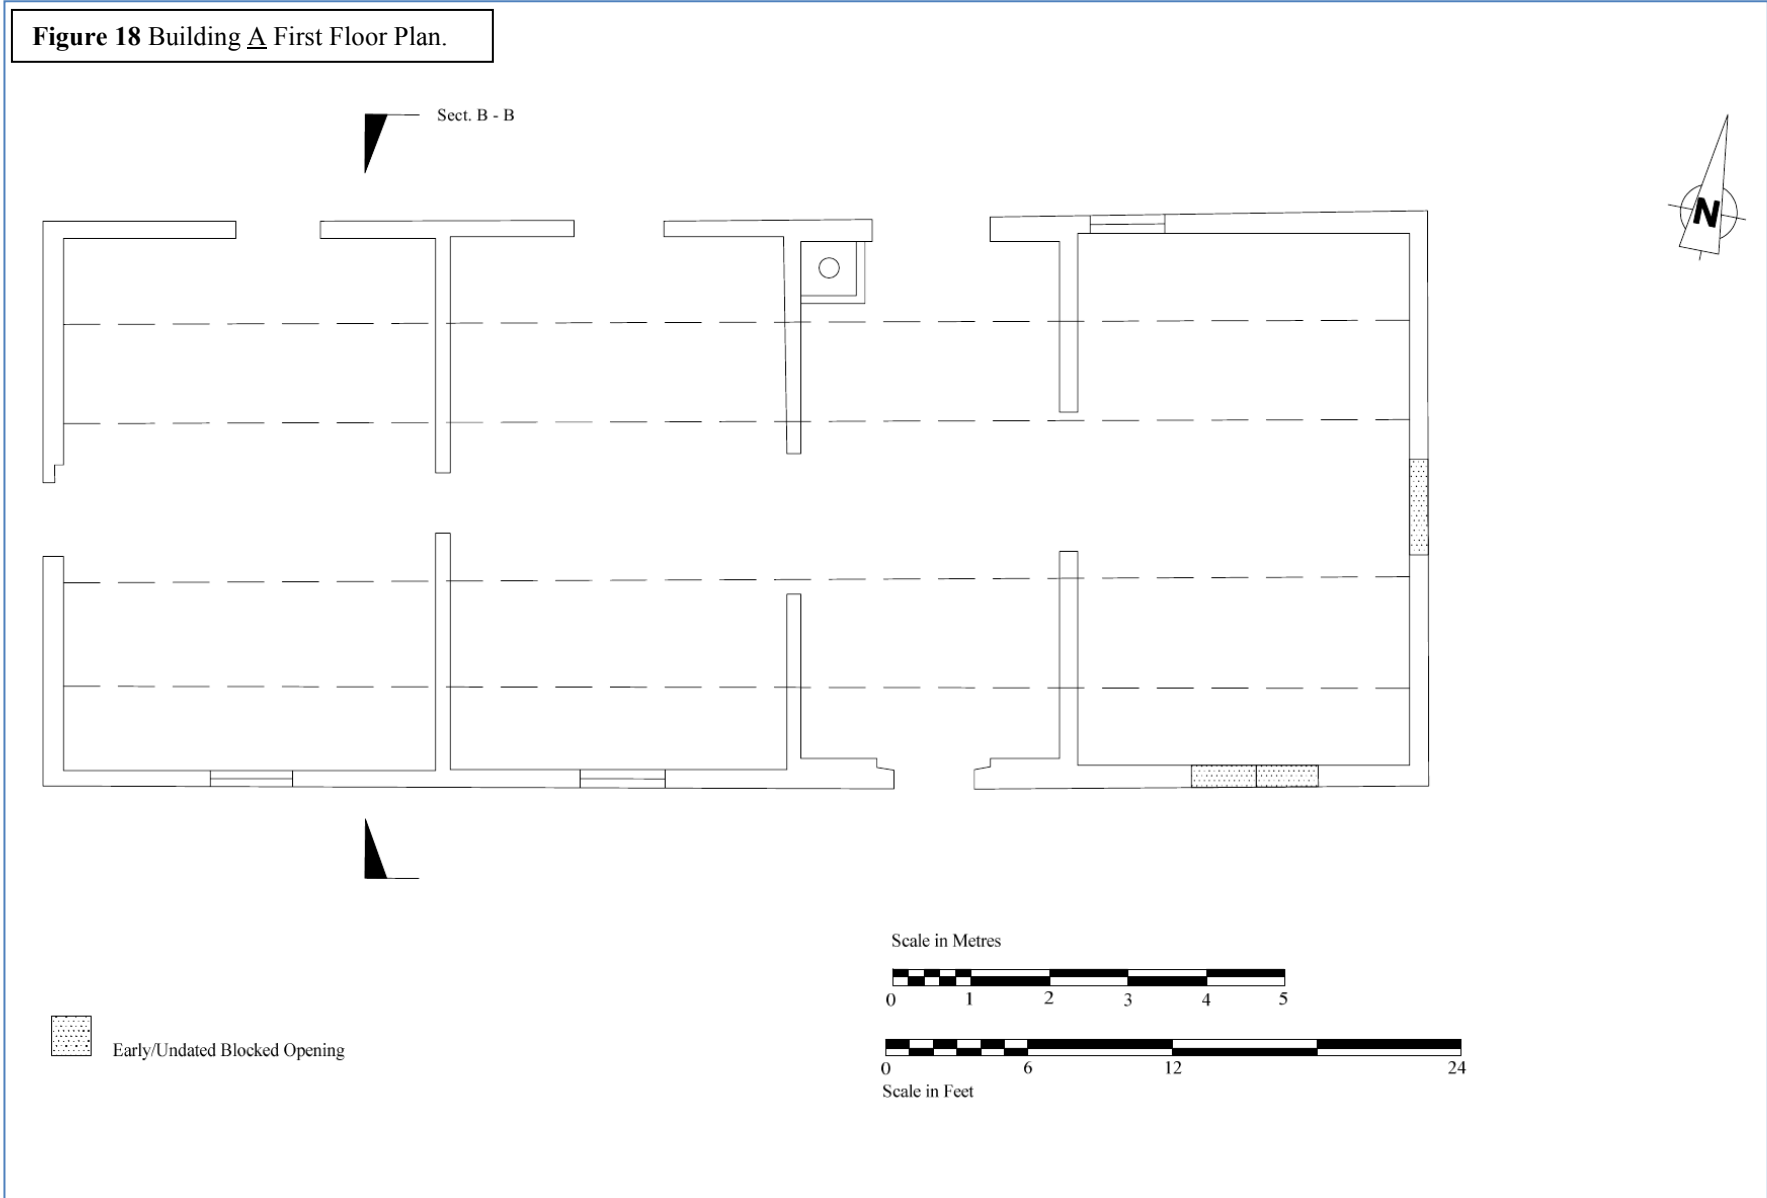 Figure 18 Building A First Floor Plan.
Sect. B - B
N
Scale in Metres
0 1 2 3 4 5
Early/Undated Blocked Opening
0 6 12 24
Scale in Feet